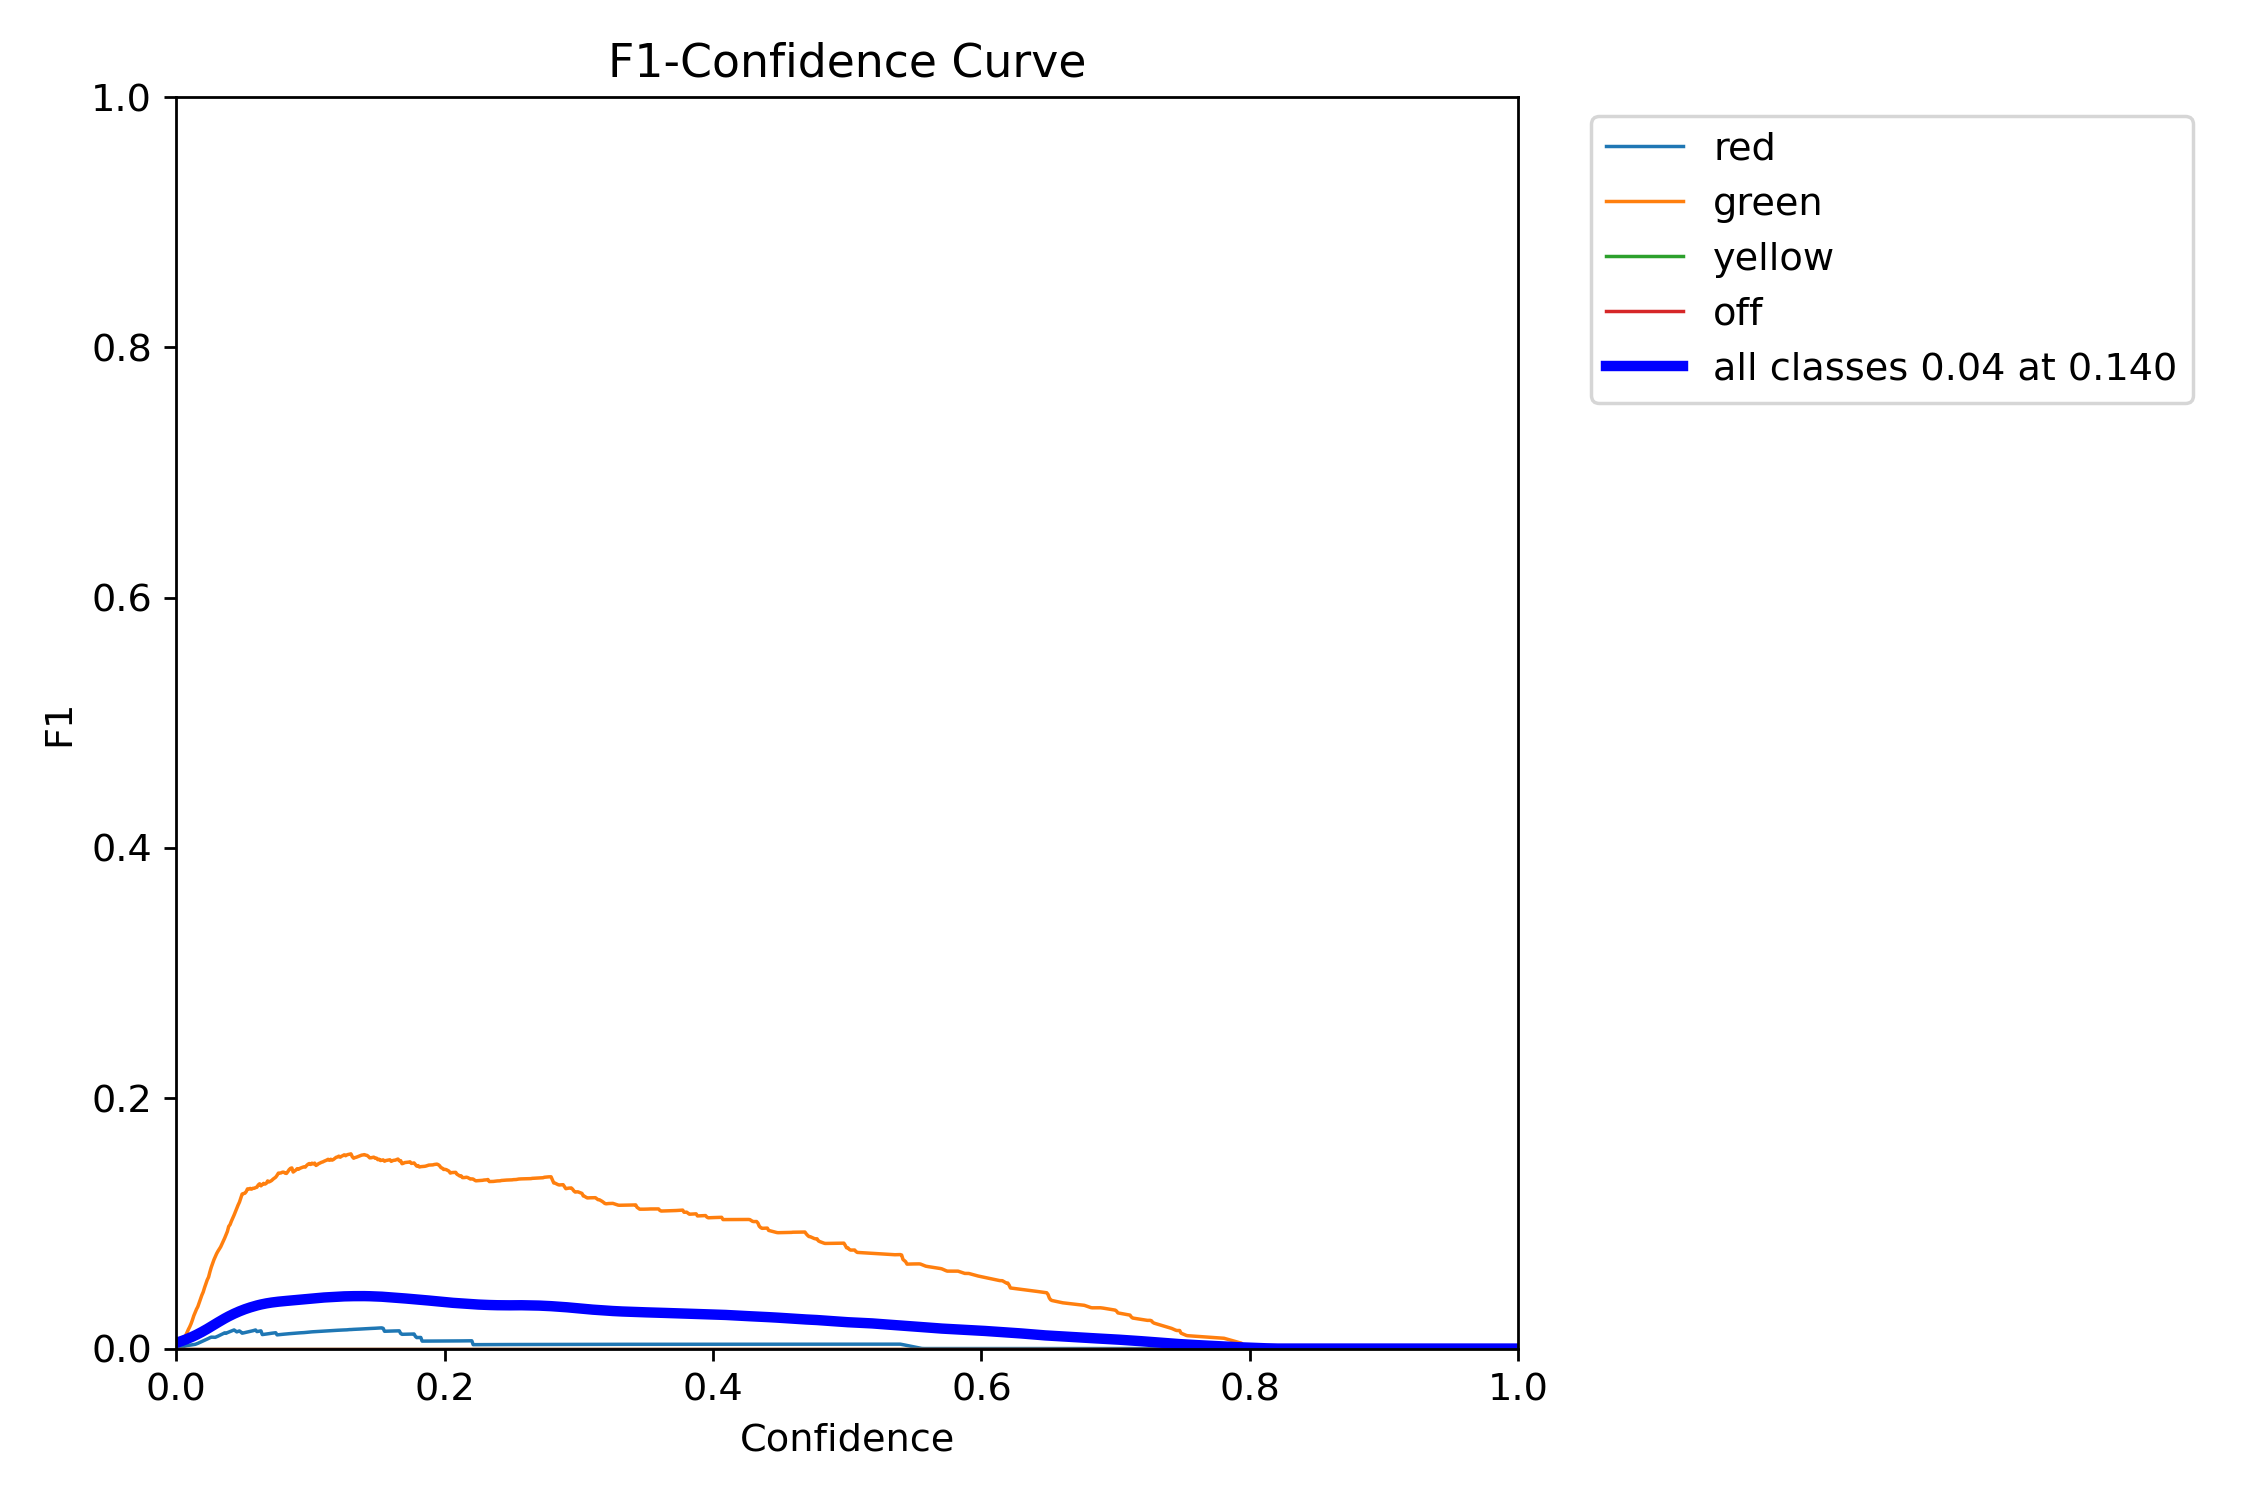 F1-Confidence Curve
1.0
0.8
0.6
0.4
0.2
0.0
F1
0.0 0.2 0.4 0.6 0.8 1.0
Confidence
red
green
yellow
off
all classes 0.04 at 0.140